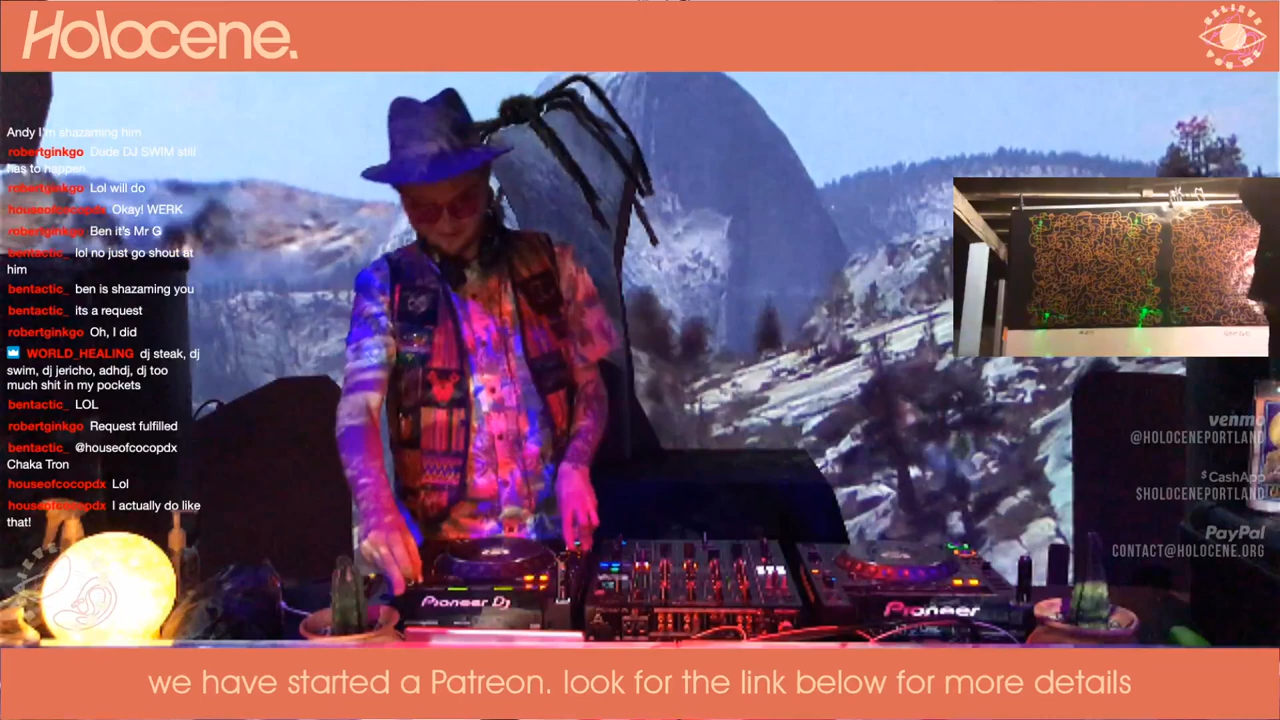 Holocene.
BELIEVE YOU ME
Andy I'm shazaming him
robertginkgo Dude DJ SWIM still
has to happen
robertginkgo Lol will do
houseofcocopdx Okay! WERK
robertginkgo Ben it's Mr G
bentactic_ lol no just go shout at
him
bentactic_ ben is shazaming you
bentactic_ its a request
robertginkgo Oh, I did
WORLD_HEALING dj steak, dj
swim, dj jericho, adhdj, dj too
much shit in my pockets
bentactic_ LOL
robertginkgo Request fulfilled
bentactic_ @houseofcocopdx
Chaka Tron
houseofcocopdx Lol
houseofcocopdx I actually do like
that!
venmo
@HOLOCENEPORTLAND
$CashApp
$HOLOCENEPORTLAND
PayPal
CONTACT@HOLOCENE.ORG
BELIEVE
Pioneer Dj
Pioneer
we have started a Patreon. look for the link below for more details